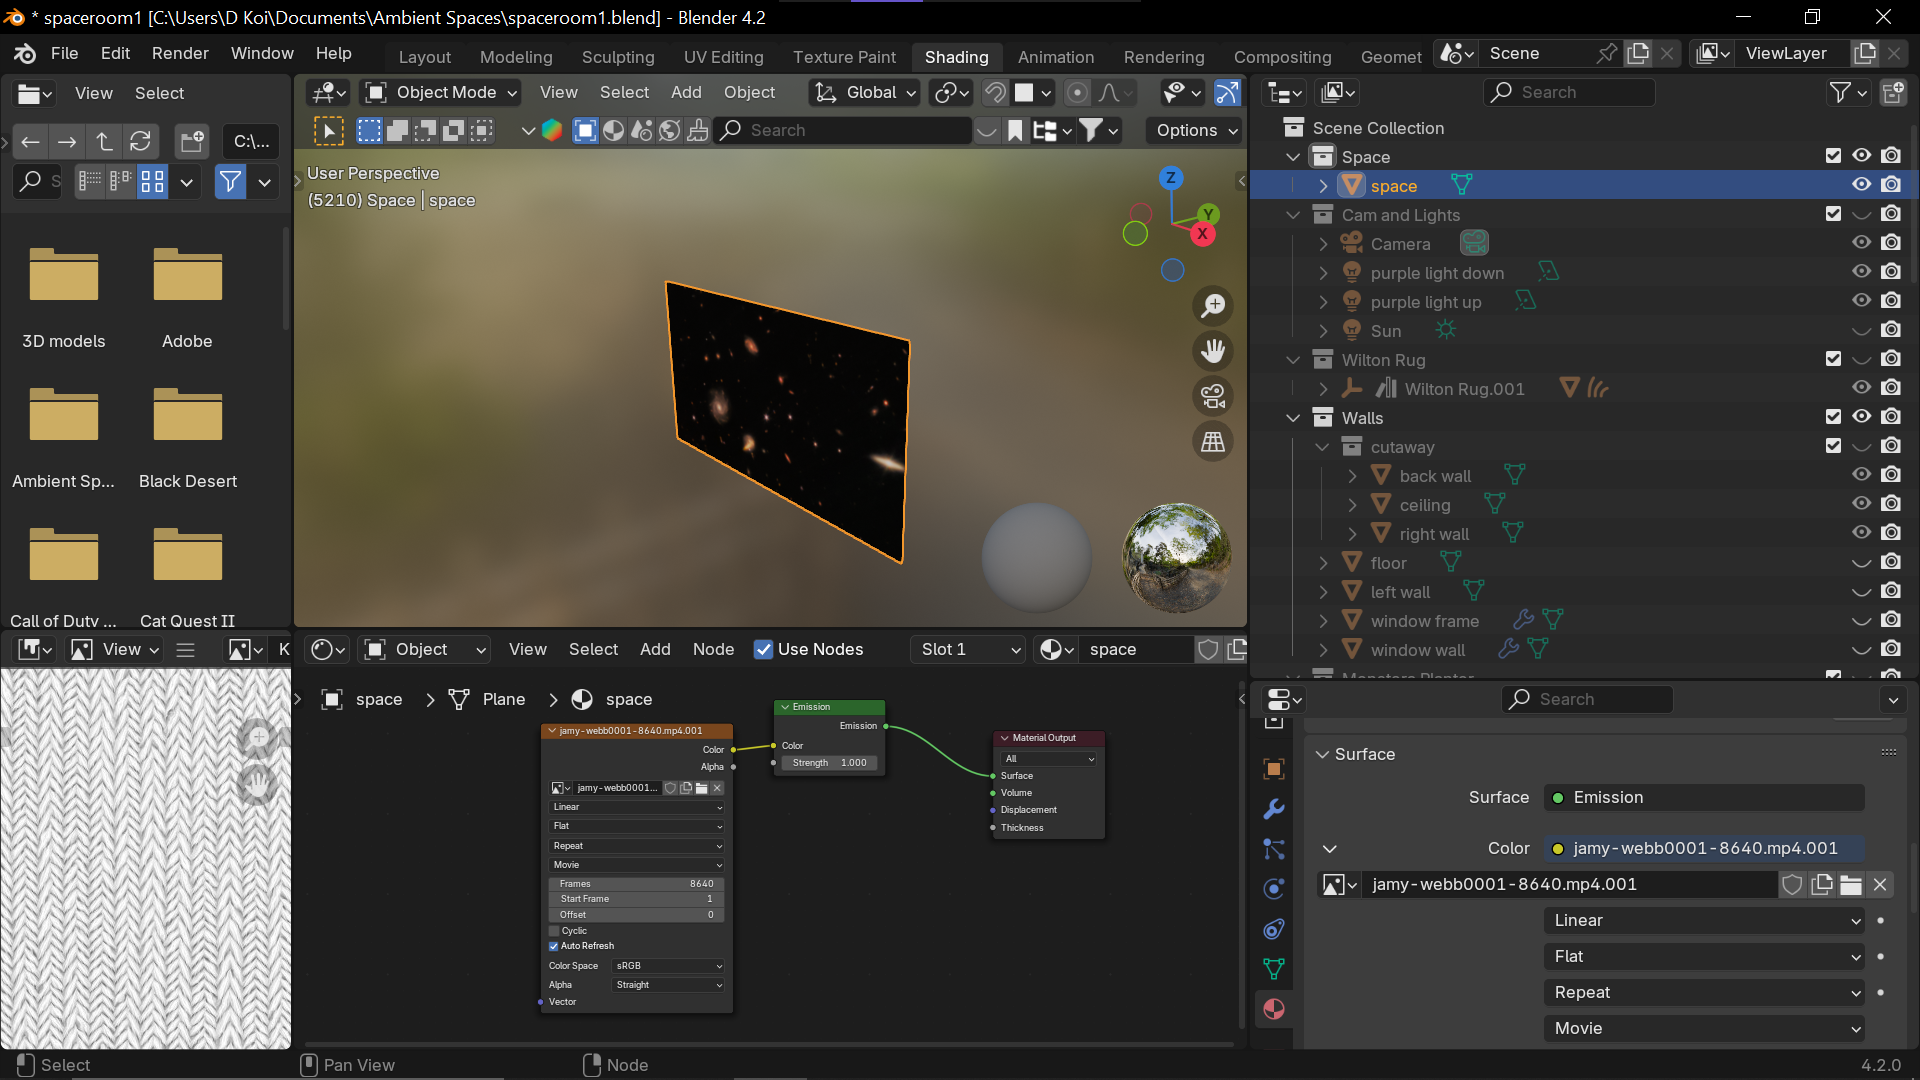 * spaceroom1 [C:\Users\D Koi\Documents\Ambient Spaces\spaceroom1.blend] - Blender 4.2
File Edit Render Window Help
Layout Modeling Sculpting UV Editing Texture Paint Shading Animation Rendering Compositing Geomet
Scene
ViewLayer
View Select
C:\...
S
3D models
Adobe
Ambient Sp...
Black Desert
Call of Duty ...
Cat Quest II
Object Mode View Select Add Object Global
Search
Options
User Perspective
(5210) Space | space
Z
Y
X
Search
Scene Collection
Space
space
Cam and Lights
Camera
purple light down
purple light up
Sun
Wilton Rug
Wilton Rug.001
Walls
cutaway
back wall
ceiling
right wall
floor
left wall
window frame
window wall
Monstera Planter
View
K
Object View Select Add Node Use Nodes Slot 1 space
space > Plane > space
jamy-webb0001-8640.mp4.001
Color
Alpha
jamy-webb0001...
Linear
Flat
Repeat
Movie
Frames 8640
Start Frame 1
Offset 0
Cyclic
Auto Refresh
Color Space sRGB
Alpha Straight
Vector
Emission
Emission
Color
Strength 1.000
Material Output
All
Surface
Volume
Displacement
Thickness
Search
Surface
Surface Emission
Color jamy-webb0001-8640.mp4.001
jamy-webb0001-8640.mp4.001
Linear
Flat
Repeat
Movie
Select
Pan View
Node
4.2.0